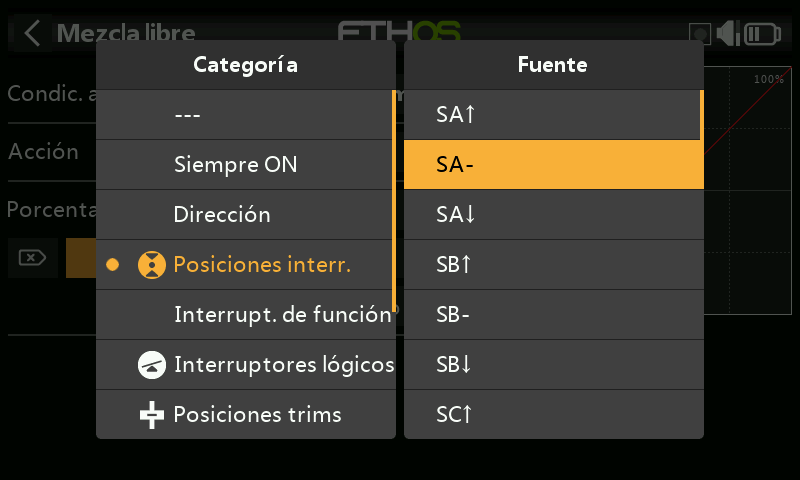 Mezcla libre
ETHOS
Categoría
Fuente
100%
Condic. a
---
SA↑
Acción
Siempre ON
SA-
Dirección
SA↓
Porcenta
Posiciones interr.
SB↑
Interrupt. de función
SB-
Interruptores lógicos
SB↓
Posiciones trims
SC↑